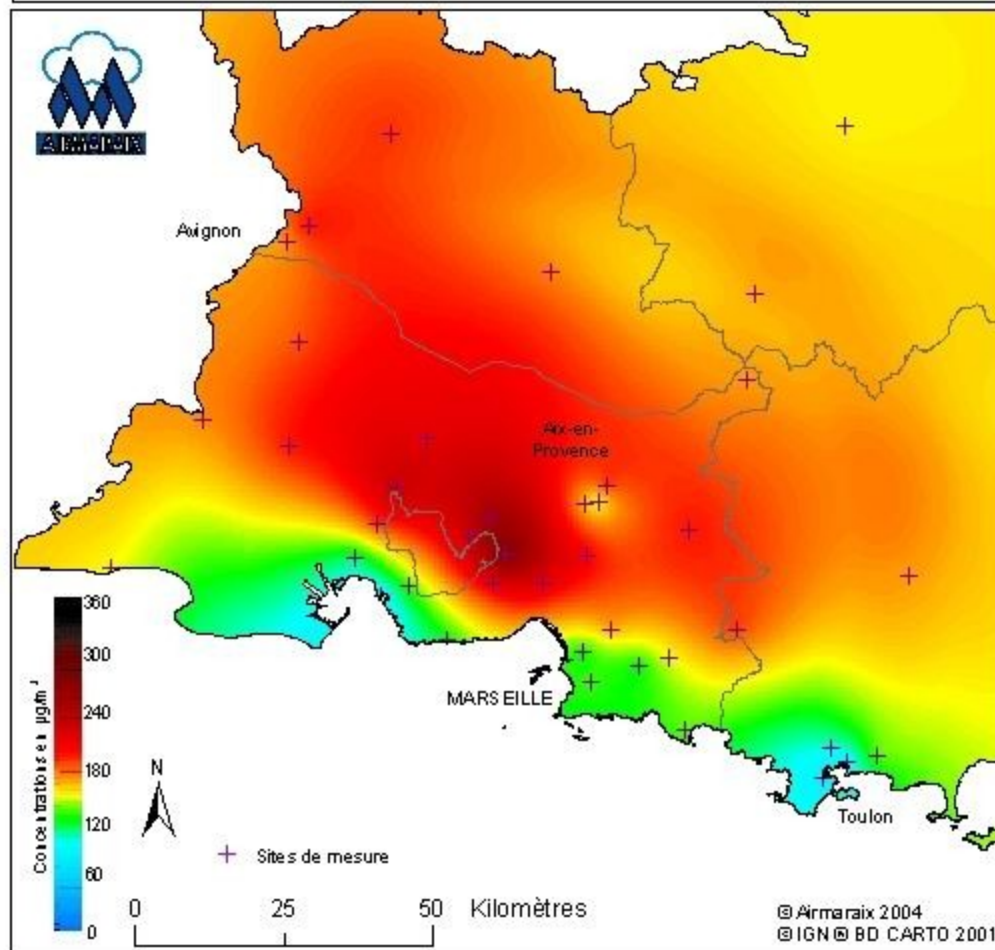 AIRMARAIX
Avignon
Aix-en-
Provence
MARSEILLE
Toulon
Concentrations en µg/m³
360
300
240
180
120
60
0
N
Sites de mesure
0 25 50 Kilomètres
© Airmaraix 2004
© IGN ® BD CARTO 2001